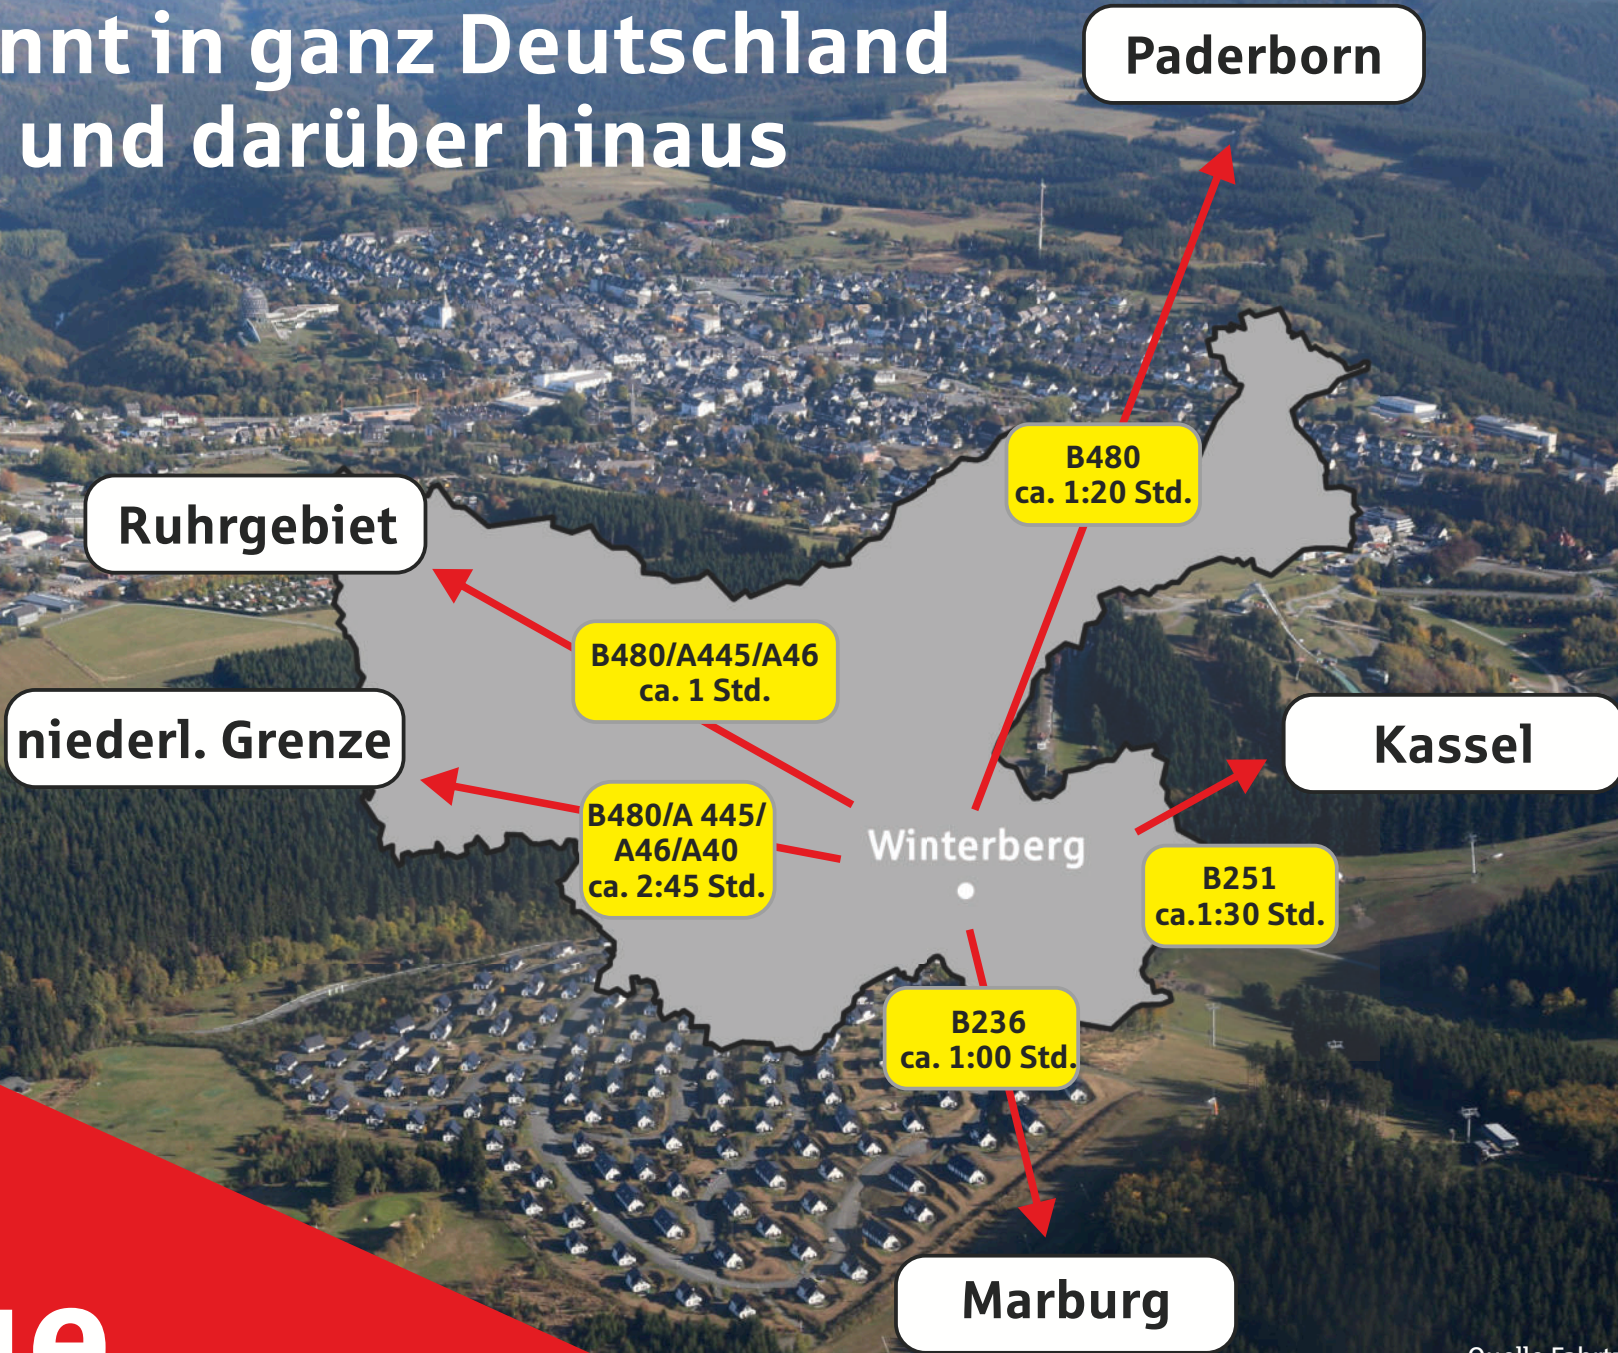 nnt in ganz Deutschland
und darüber hinaus
Paderborn
B480
ca. 1:20 Std.
Ruhrgebiet
B480/A445/A46
ca. 1 Std.
niederl. Grenze
B480/A 445/
A46/A40
ca. 2:45 Std.
Winterberg
Kassel
B251
ca.1:30 Std.
B236
ca. 1:00 Std.
Marburg